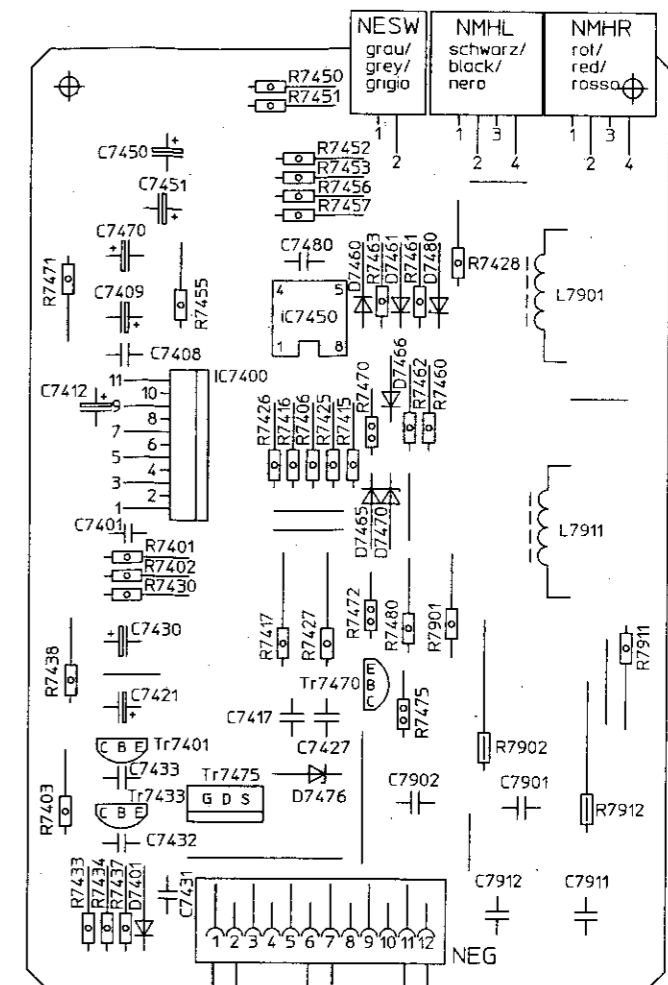 NESW
grau/
grey/
grigio
NMHL
schwarz/
black/
nero
NMHR
rot/
red/
rosso
1 2
1 2 3 4
1 2 3 4
R7450
R7451
C7450
C7451
R7452
R7453
R7456
R7457
R7471
C7470
C7409
R7455
C7480
D7460
R7463
D7461
R7461
D7480
R7428
L7901
4 5
iC7450
1 8
C7408
IC7400
C7412
11
10
9
8
7
6
5
4
3
2
1
R7426
R7416
R7406
R7425
R7415
R7470
D7466
R7462
R7460
D7465
D7470
L7911
C7401
R7401
R7402
R7430
R7438
C7430
C7421
R7417
R7427
R7472
R7480
R7901
R7911
Tr7470
E
B
C
R7475
C7417
C7427
Tr7401
C B E
C7433
Tr7433
C B E
C7432
R7403
Tr7475
G D S
D7476
C7902
R7902
C7901
R7912
R7433
R7434
R7437
D7401
C7431
C7912
C7911
1 2 3 4 5 6 7 8 9 10 11 12
NEG